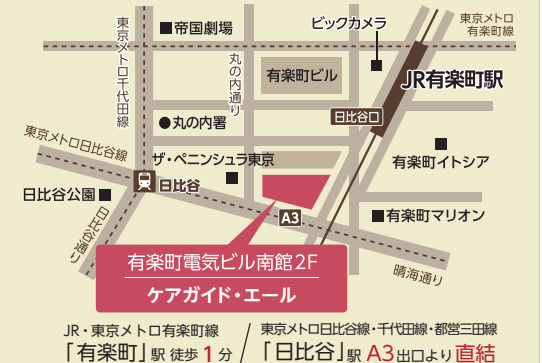 東京メトロ千代田線
帝国劇場
ビックカメラ
東京メトロ
有楽町線
丸の内通り
有楽町ビル
JR有楽町駅
丸の内署
日比谷口
東京メトロ日比谷線
ザ・ペニンシュラ東京
有楽町イトシア
日比谷公園
日比谷
A3
有楽町マリオン
日比谷通り
晴海通り
有楽町電気ビル南館2F
ケアガイド・エール
JR・東京メトロ有楽町線
「有楽町」駅 徒歩1分
東京メトロ日比谷線・千代田線・都営三田線
「日比谷」駅 A3出口より直結